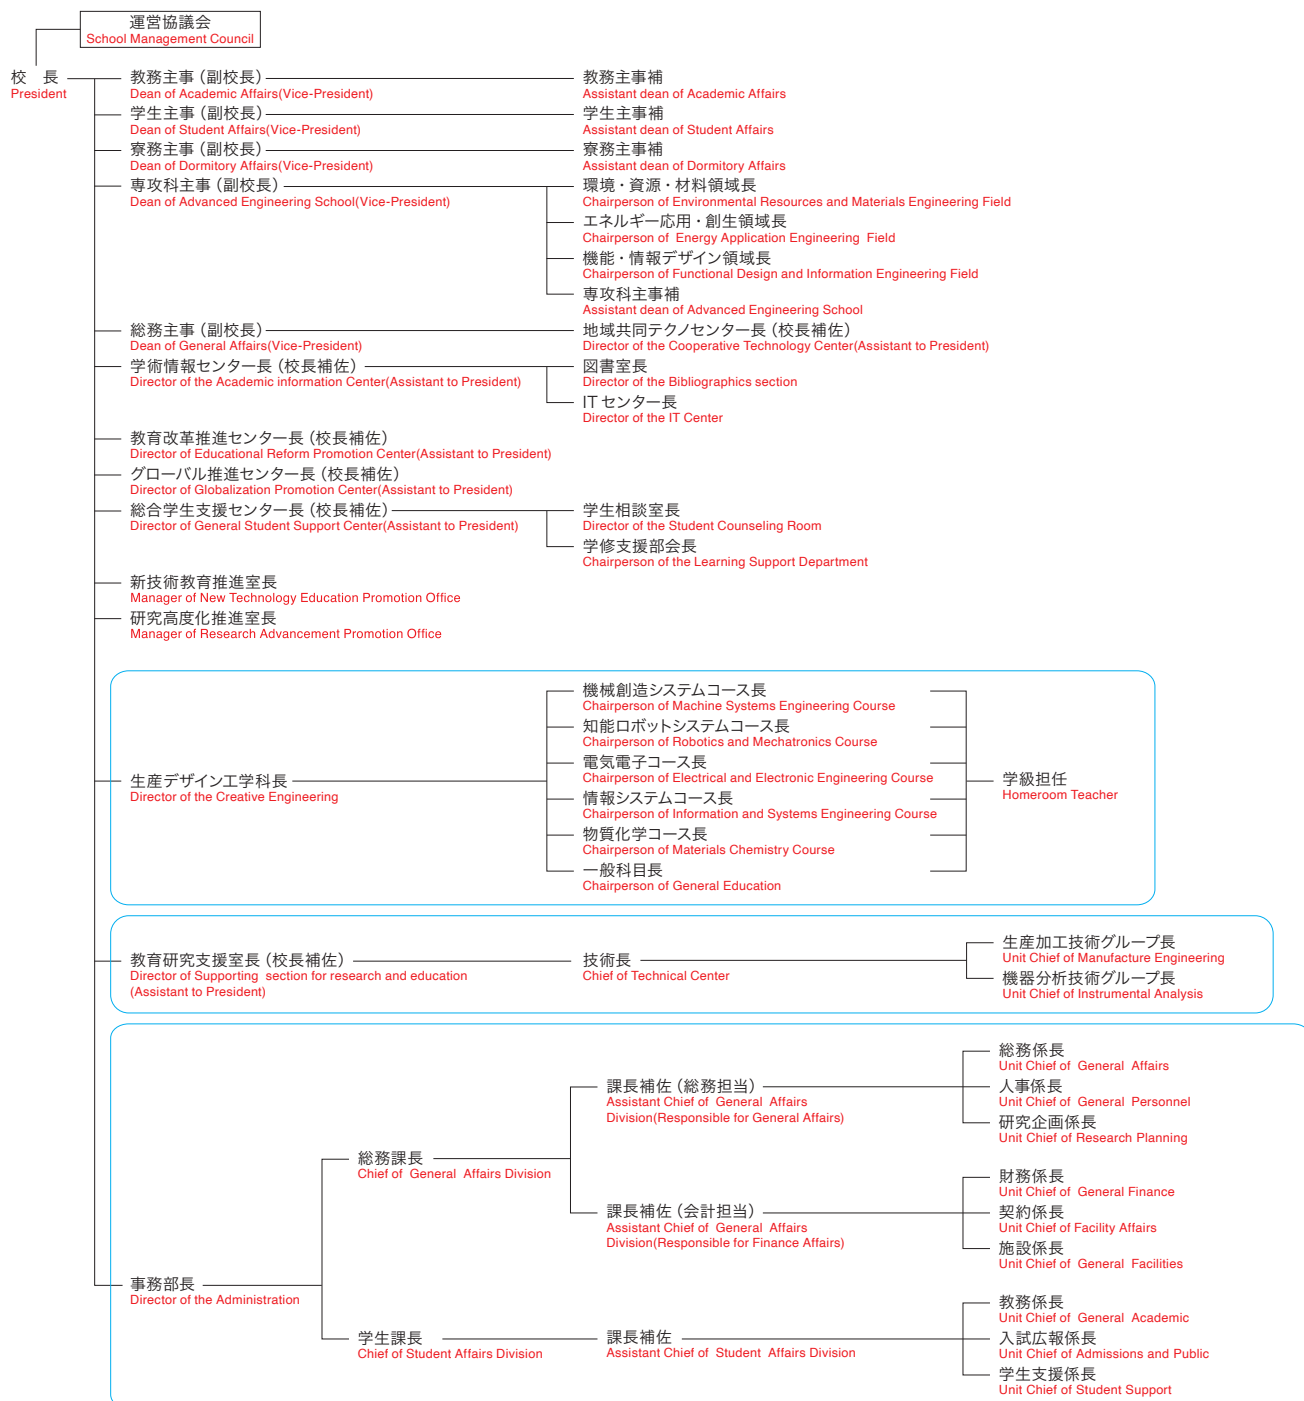 運営協議会
School Management Council
校　長
President
教務主事（副校長）
Dean of Academic Affairs(Vice-President)
教務主事補
Assistant dean of Academic Affairs
学生主事（副校長）
Dean of Student Affairs(Vice-President)
学生主事補
Assistant dean of Student Affairs
寮務主事（副校長）
Dean of Dormitory Affairs(Vice-President)
寮務主事補
Assistant dean of Dormitory Affairs
専攻科主事（副校長）
Dean of Advanced Engineering School(Vice-President)
環境・資源・材料領域長
Chairperson of Environmental Resources and Materials Engineering Field
エネルギー応用・創生領域長
Chairperson of Energy Application Engineering Field
機能・情報デザイン領域長
Chairperson of Functional Design and Information Engineering Field
専攻科主事補
Assistant dean of Advanced Engineering School
総務主事（副校長）
Dean of General Affairs(Vice-President)
地域共同テクノセンター長（校長補佐）
Director of the Cooperative Technology Center(Assistant to President)
学術情報センター長（校長補佐）
Director of the Academic information Center(Assistant to President)
図書室長
Director of the Bibliographics section
IT センター長
Director of the IT Center
教育改革推進センター長（校長補佐）
Director of Educational Reform Promotion Center(Assistant to President)
グローバル推進センター長（校長補佐）
Director of Globalization Promotion Center(Assistant to President)
総合学生支援センター長（校長補佐）
Director of General Student Support Center(Assistant to President)
学生相談室長
Director of the Student Counseling Room
学修支援部会長
Chairperson of the Learning Support Department
新技術教育推進室長
Manager of New Technology Education Promotion Office
研究高度化推進室長
Manager of Research Advancement Promotion Office
生産デザイン工学科長
Director of the Creative Engineering
機械創造システムコース長
Chairperson of Machine Systems Engineering Course
知能ロボットシステムコース長
Chairperson of Robotics and Mechatronics Course
電気電子コース長
Chairperson of Electrical and Electronic Engineering Course
情報システムコース長
Chairperson of Information and Systems Engineering Course
物質化学コース長
Chairperson of Materials Chemistry Course
一般科目長
Chairperson of General Education
学級担任
Homeroom Teacher
教育研究支援室長（校長補佐）
Director of Supporting section for research and education
(Assistant to President)
技術長
Chief of Technical Center
生産加工技術グループ長
Unit Chief of Manufacture Engineering
機器分析技術グループ長
Unit Chief of Instrumental Analysis
事務部長
Director of the Administration
総務課長
Chief of General Affairs Division
課長補佐（総務担当）
Assistant Chief of General Affairs
Division(Responsible for General Affairs)
総務係長
Unit Chief of General Affairs
人事係長
Unit Chief of General Personnel
研究企画係長
Unit Chief of Research Planning
課長補佐（会計担当）
Assistant Chief of General Affairs
Division(Responsible for Finance Affairs)
財務係長
Unit Chief of General Finance
契約係長
Unit Chief of Facility Affairs
施設係長
Unit Chief of General Facilities
学生課長
Chief of Student Affairs Division
課長補佐
Assistant Chief of Student Affairs Division
教務係長
Unit Chief of General Academic
入試広報係長
Unit Chief of Admissions and Public
学生支援係長
Unit Chief of Student Support